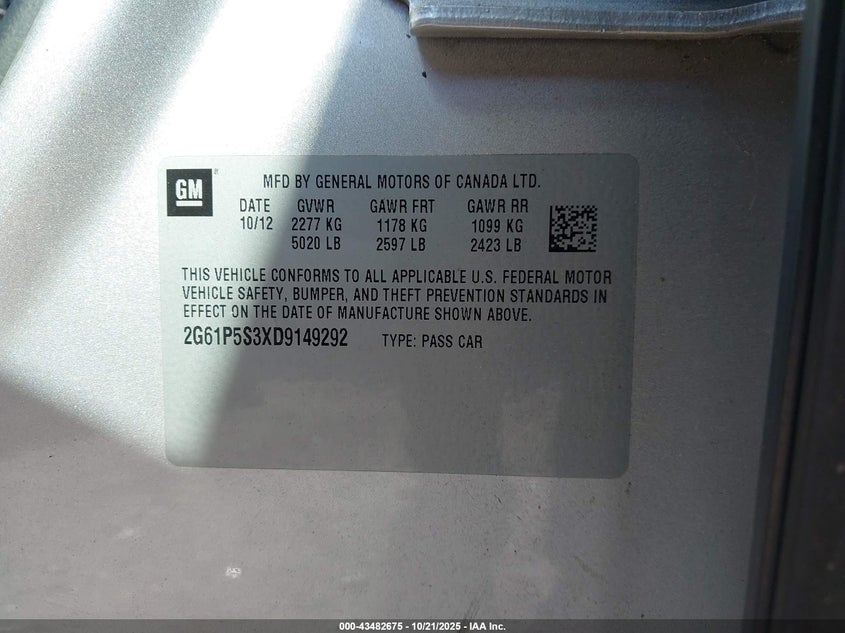 GM
MFD BY GENERAL MOTORS OF CANADA LTD.
DATE GVWR GAWR FRT GAWR RR
10/12 2277 KG 1178 KG 1099 KG
5020 LB 2597 LB 2423 LB
THIS VEHICLE CONFORMS TO ALL APPLICABLE U.S. FEDERAL MOTOR
VEHICLE SAFETY, BUMPER, AND THEFT PREVENTION STANDARDS IN
EFFECT ON THE DATE OF MANUFACTURE SHOWN ABOVE.
2G61P5S3XD9149292 TYPE: PASS CAR
000-43482675 - 10/21/2025 - IAA Inc.